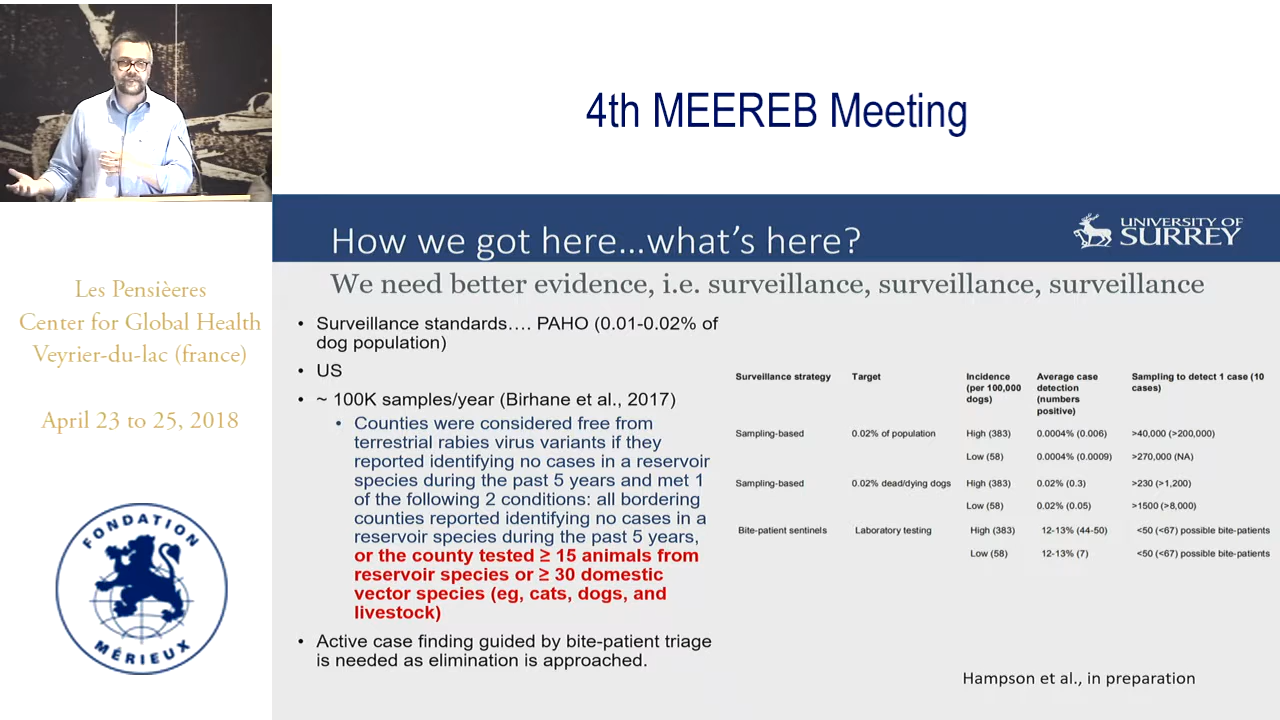 4th MEEREB Meeting
How we got here...what's here?
UNIVERSITY OF
SURREY
We need better evidence, i.e. surveillance, surveillance, surveillance
Les Pensièeres
Center for Global Health
Veyrier-du-lac (france)
April 23 to 25, 2018
FONDATION
MÉRIEUX
• Surveillance standards.... PAHO (0.01-0.02% of
dog population)
• US
• ~ 100K samples/year (Birhane et al., 2017)
• Counties were considered free from
terrestrial rabies virus variants if they
reported identifying no cases in a reservoir
species during the past 5 years and met 1
of the following 2 conditions: all bordering
counties reported identifying no cases in a
reservoir species during the past 5 years,
or the county tested ≥ 15 animals from
reservoir species or ≥ 30 domestic
vector species (eg, cats, dogs, and
livestock)
• Active case finding guided by bite-patient triage
is needed as elimination is approached.
Surveillance strategy Target Incidence (per 100,000 dogs) Average case detection (numbers positive) Sampling to detect 1 case (10 cases)
Sampling-based 0.02% of population High (383) 0.0004% (0.006) >40,000 (>200,000)
Low (58) 0.0004% (0.0009) >270,000 (NA)
Sampling-based 0.02% dead/dying dogs High (383) 0.02% (0.3) >230 (>1,200)
Low (58) 0.02% (0.05) >1500 (>8,000)
Bite-patient sentinels Laboratory testing High (383) 12-13% (44-50) <50 (<67) possible bite-patients
Low (58) 12-13% (7) <50 (<67) possible bite-patients
Hampson et al., in preparation